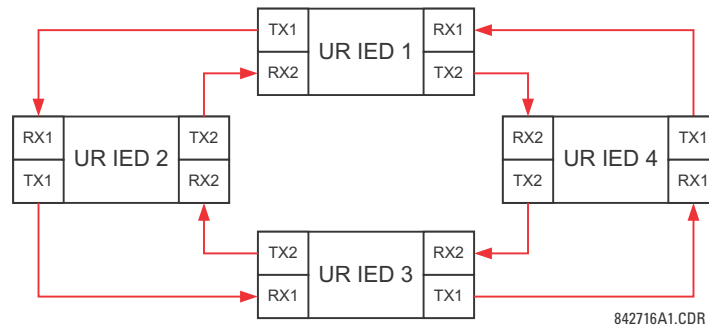 TX1 UR IED 1 RX1
RX2 TX2
RX1 UR IED 2 TX2
TX1 RX2
RX2 UR IED 4 TX1
TX2 RX1
TX2 UR IED 3 RX2
RX1 TX1
842716A1.CDR